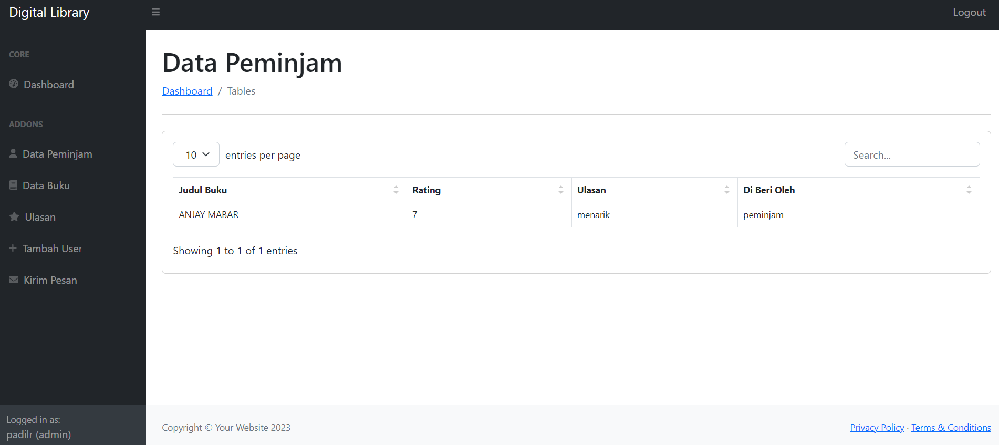 Digital Library
Logout
CORE
Dashboard
ADDONS
Data Peminjam
Data Buku
Ulasan
Tambah User
Kirim Pesan
Logged in as:
padilr (admin)
Data Peminjam
Dashboard / Tables
10 entries per page
Search...
Judul Buku Rating Ulasan Di Beri Oleh
ANJAY MABAR 7 menarik peminjam
Showing 1 to 1 of 1 entries
Copyright © Your Website 2023
Privacy Policy · Terms & Conditions